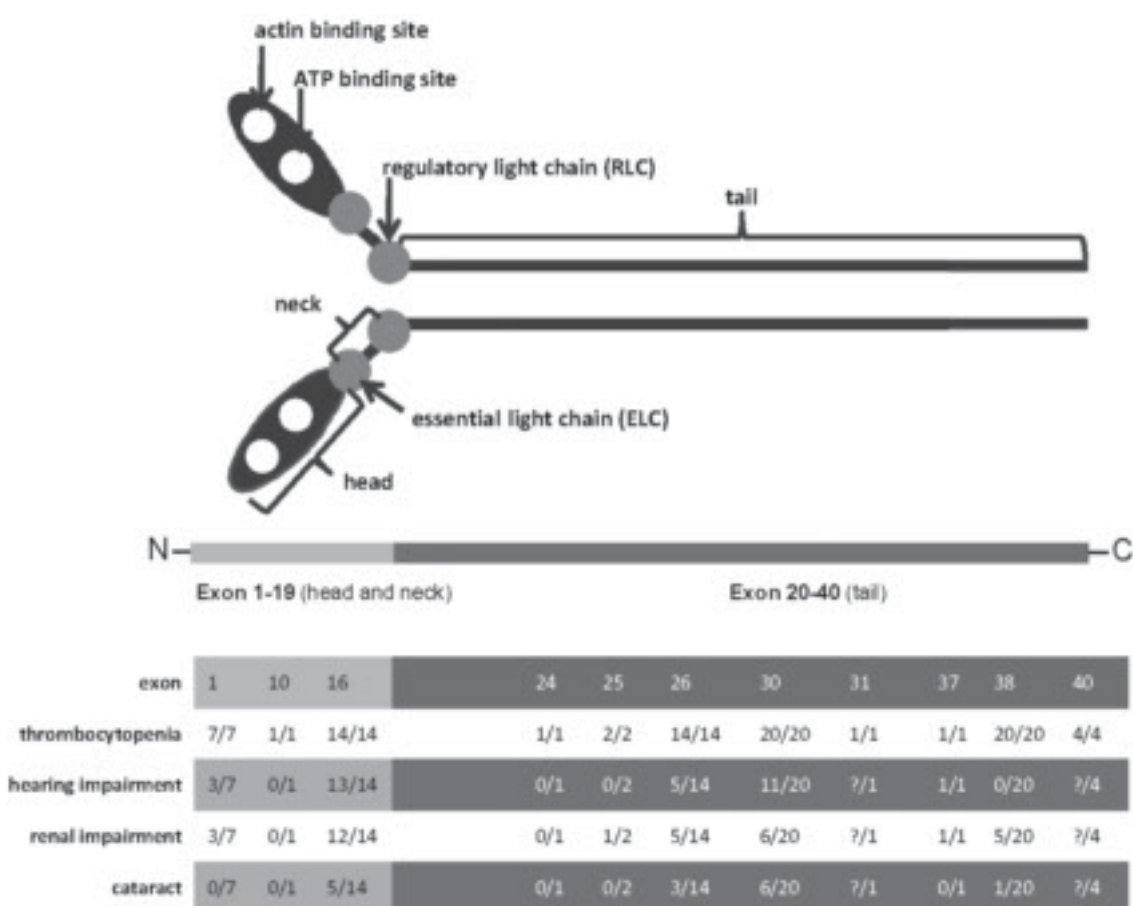 actin binding site
ATP binding site
regulatory light chain (RLC)
tail
neck
essential light chain (ELC)
head
N C
Exon 1-19 (head and neck) Exon 20-40 (tail)
exon 1 10 16 24 25 26 30 31 37 38 40
thrombocytopenia 7/7 1/1 14/14 1/1 2/2 14/14 20/20 1/1 1/1 20/20 4/4
hearing impairment 3/7 0/1 13/14 0/1 0/2 5/14 11/20 ?/1 1/1 0/20 ?/4
renal impairment 3/7 0/1 12/14 0/1 1/2 5/14 6/20 ?/1 1/1 5/20 ?/4
cataract 0/7 0/1 5/14 0/1 0/2 3/14 6/20 ?/1 0/1 1/20 ?/4